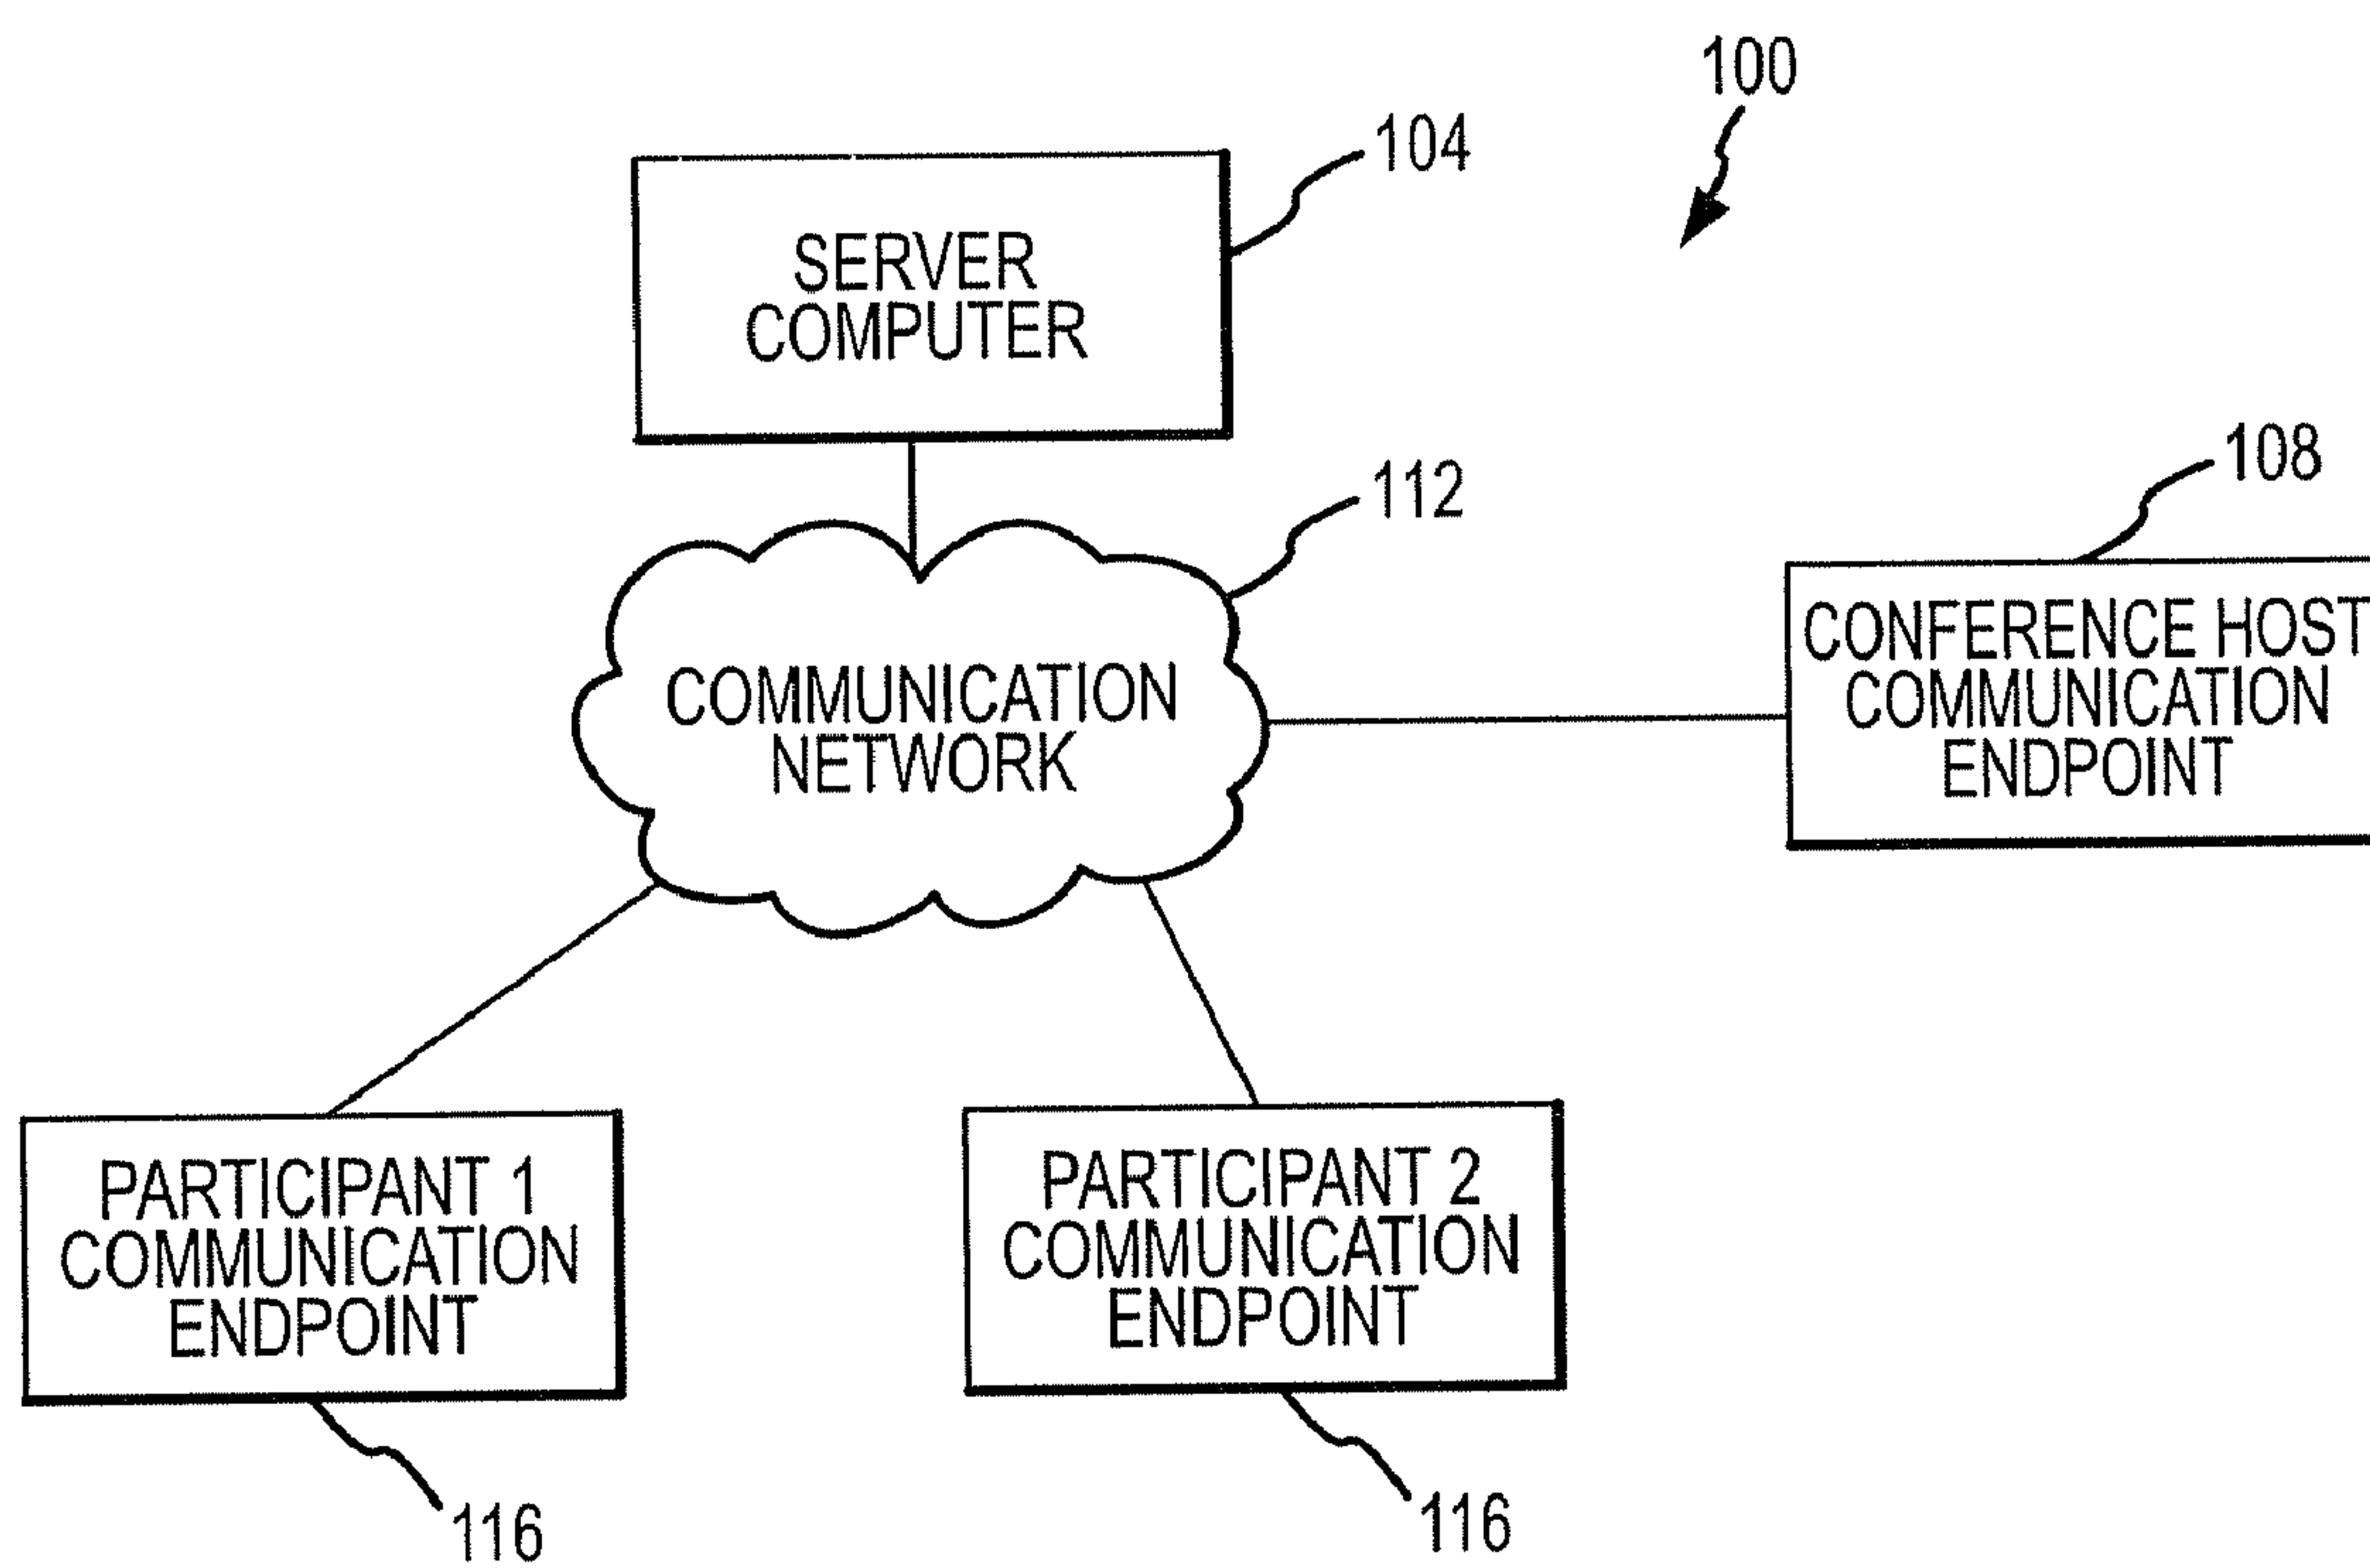 100
104
SERVER
COMPUTER
112
108
COMMUNICATION
NETWORK
CONFERENCE HOST
COMMUNICATION
ENDPOINT
PARTICIPANT 1
COMMUNICATION
ENDPOINT
PARTICIPANT 2
COMMUNICATION
ENDPOINT
116
116